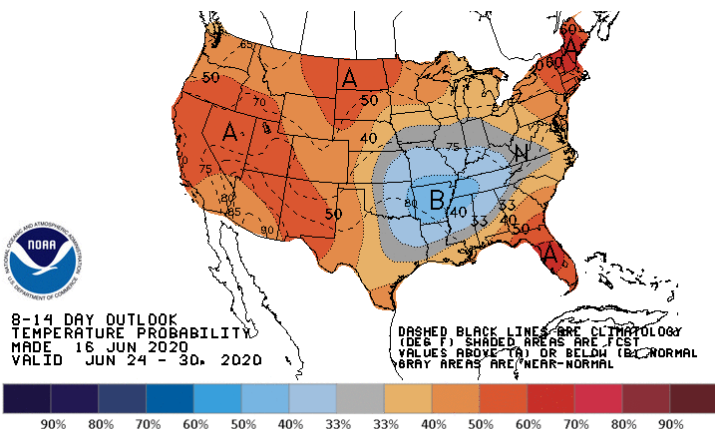 65
50
A
70
A
50
40
A
60
50
75
N
75
80
B
40
33
33
40
50
A
80
85
90
50
NATIONAL OCEANIC AND ATMOSPHERIC ADMINISTRATION
NOAA
U.S. DEPARTMENT OF COMMERCE
8-14 DAY OUTLOOK
TEMPERATURE PROBABILITY
MADE 16 JUN 2020
VALID JUN 24 - 30, 2020
DASHED BLACK LINES ARE CLIMATOLOGY
(DEG F) SHADED AREAS ARE FCST
VALUES ABOVE (A) OR BELOW (B) NORMAL
GRAY AREAS ARE NEAR-NORMAL
90% 80% 70% 60% 50% 40% 33% 33% 40% 50% 60% 70% 80% 90%